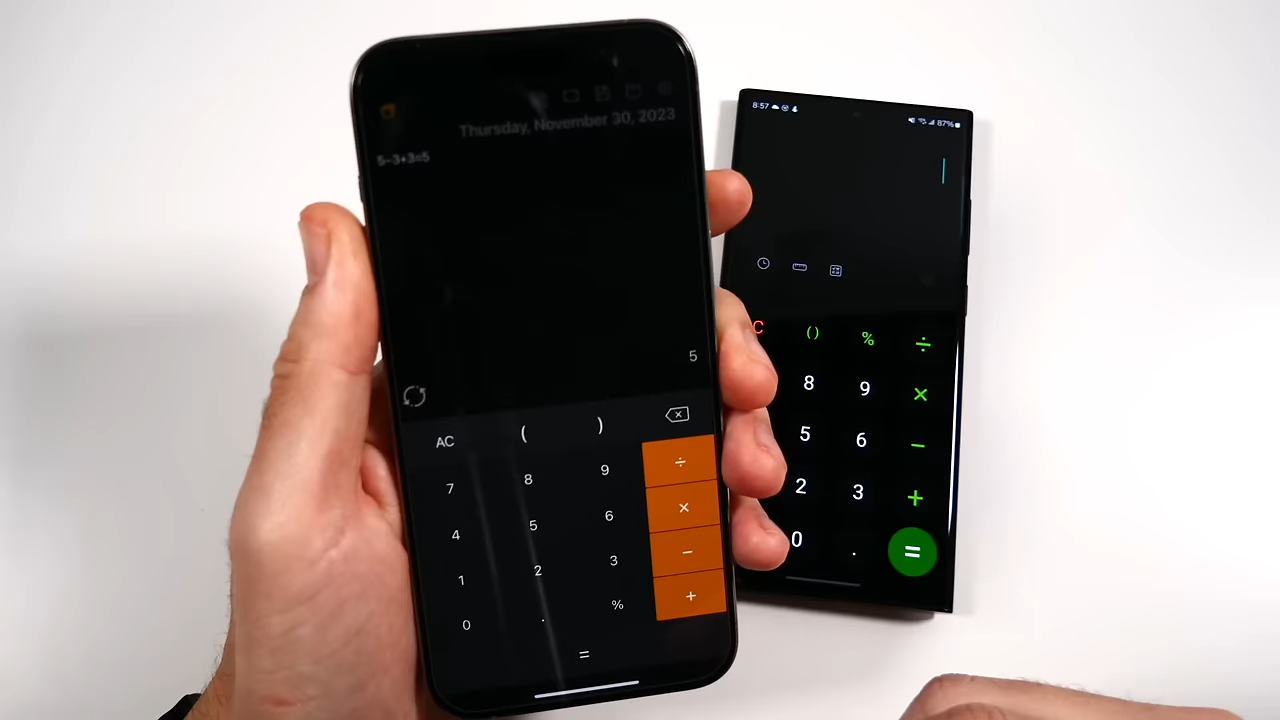 Thursday, November 30, 2023
5−3+3=5
5
AC ( )
7 8 9 ÷
4 5 6 ×
1 2 3 −
0 . % +
=
8:57
87%
C () % ÷
8 9 ×
5 6 −
2 3 +
0 . =